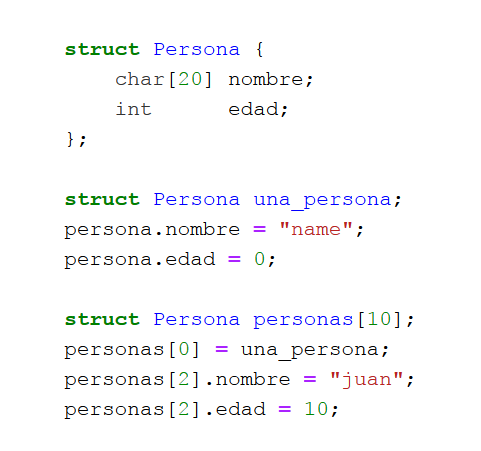 struct Persona {
    char[20] nombre;
    int      edad;
};

struct Persona una_persona;
persona.nombre = "name";
persona.edad = 0;

struct Persona personas[10];
personas[0] = una_persona;
personas[2].nombre = "juan";
personas[2].edad = 10;